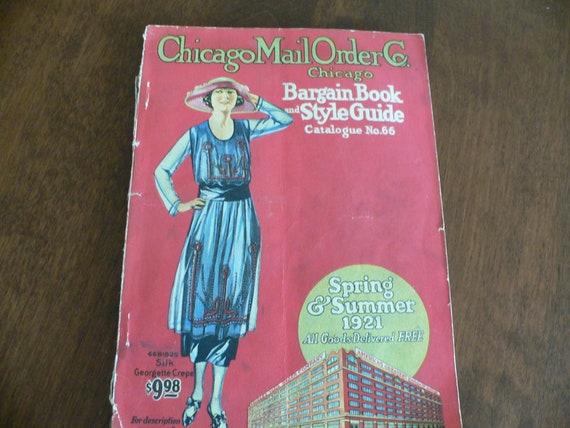 Chicago Mail Order Co.
Chicago
Bargain Book
and Style Guide
Catalogue No. 66
Spring
& Summer
1921
All Goods Delivered FREE
Silk
Georgette Crepe
$9.98
For description